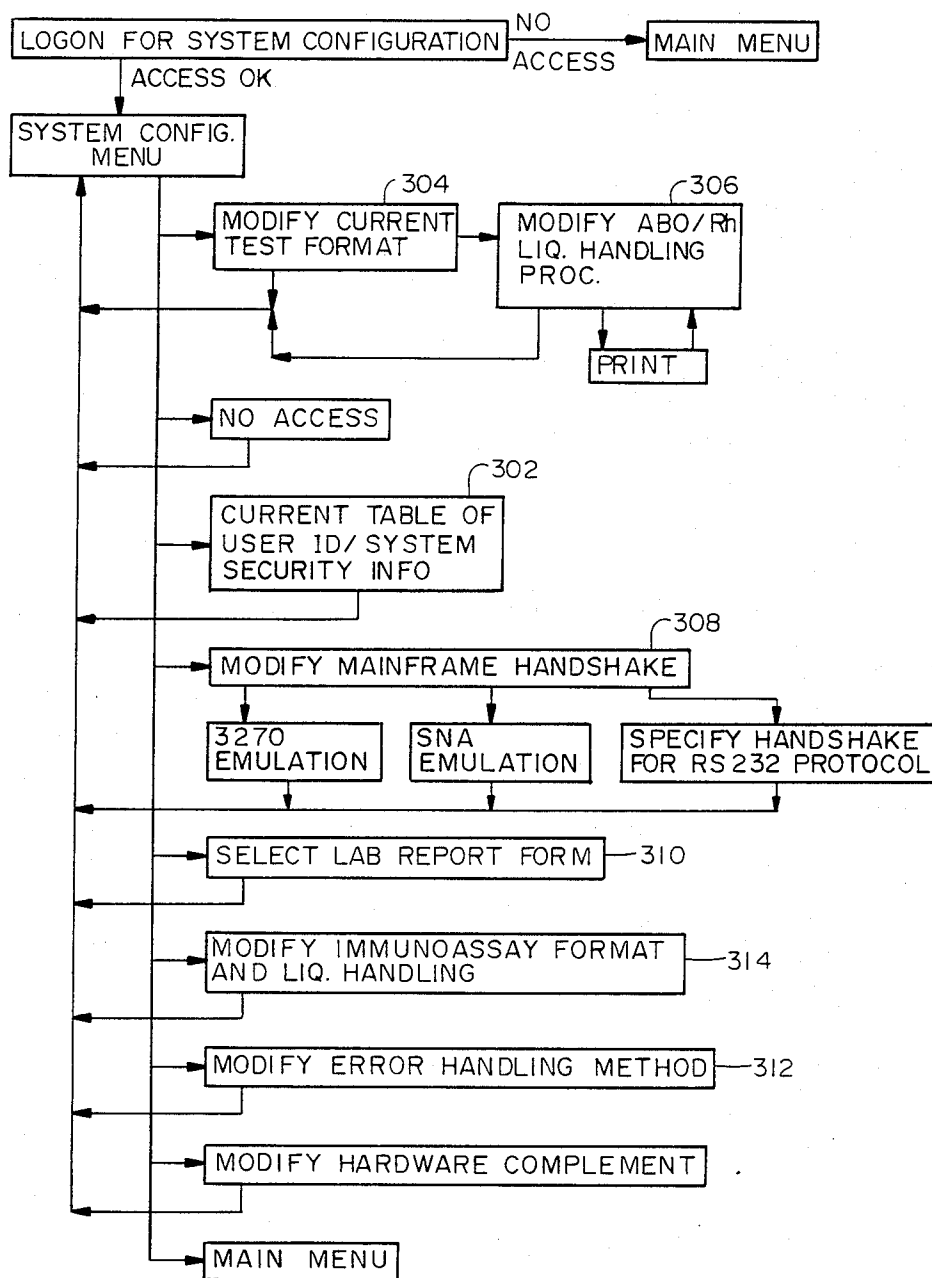 LOGON FOR SYSTEM CONFIGURATION
NO
ACCESS
MAIN MENU
ACCESS OK
SYSTEM CONFIG.
MENU
304
MODIFY CURRENT
TEST FORMAT
306
MODIFY ABO/Rh
LIQ. HANDLING
PROC.
PRINT
NO ACCESS
302
CURRENT TABLE OF
USER ID/SYSTEM
SECURITY INFO
308
MODIFY MAINFRAME HANDSHAKE
3270
EMULATION
SNA
EMULATION
SPECIFY HANDSHAKE
FOR RS232 PROTOCOL
SELECT LAB REPORT FORM
310
MODIFY IMMUNOASSAY FORMAT
AND LIQ. HANDLING
314
MODIFY ERROR HANDLING METHOD
312
MODIFY HARDWARE COMPLEMENT
MAIN MENU